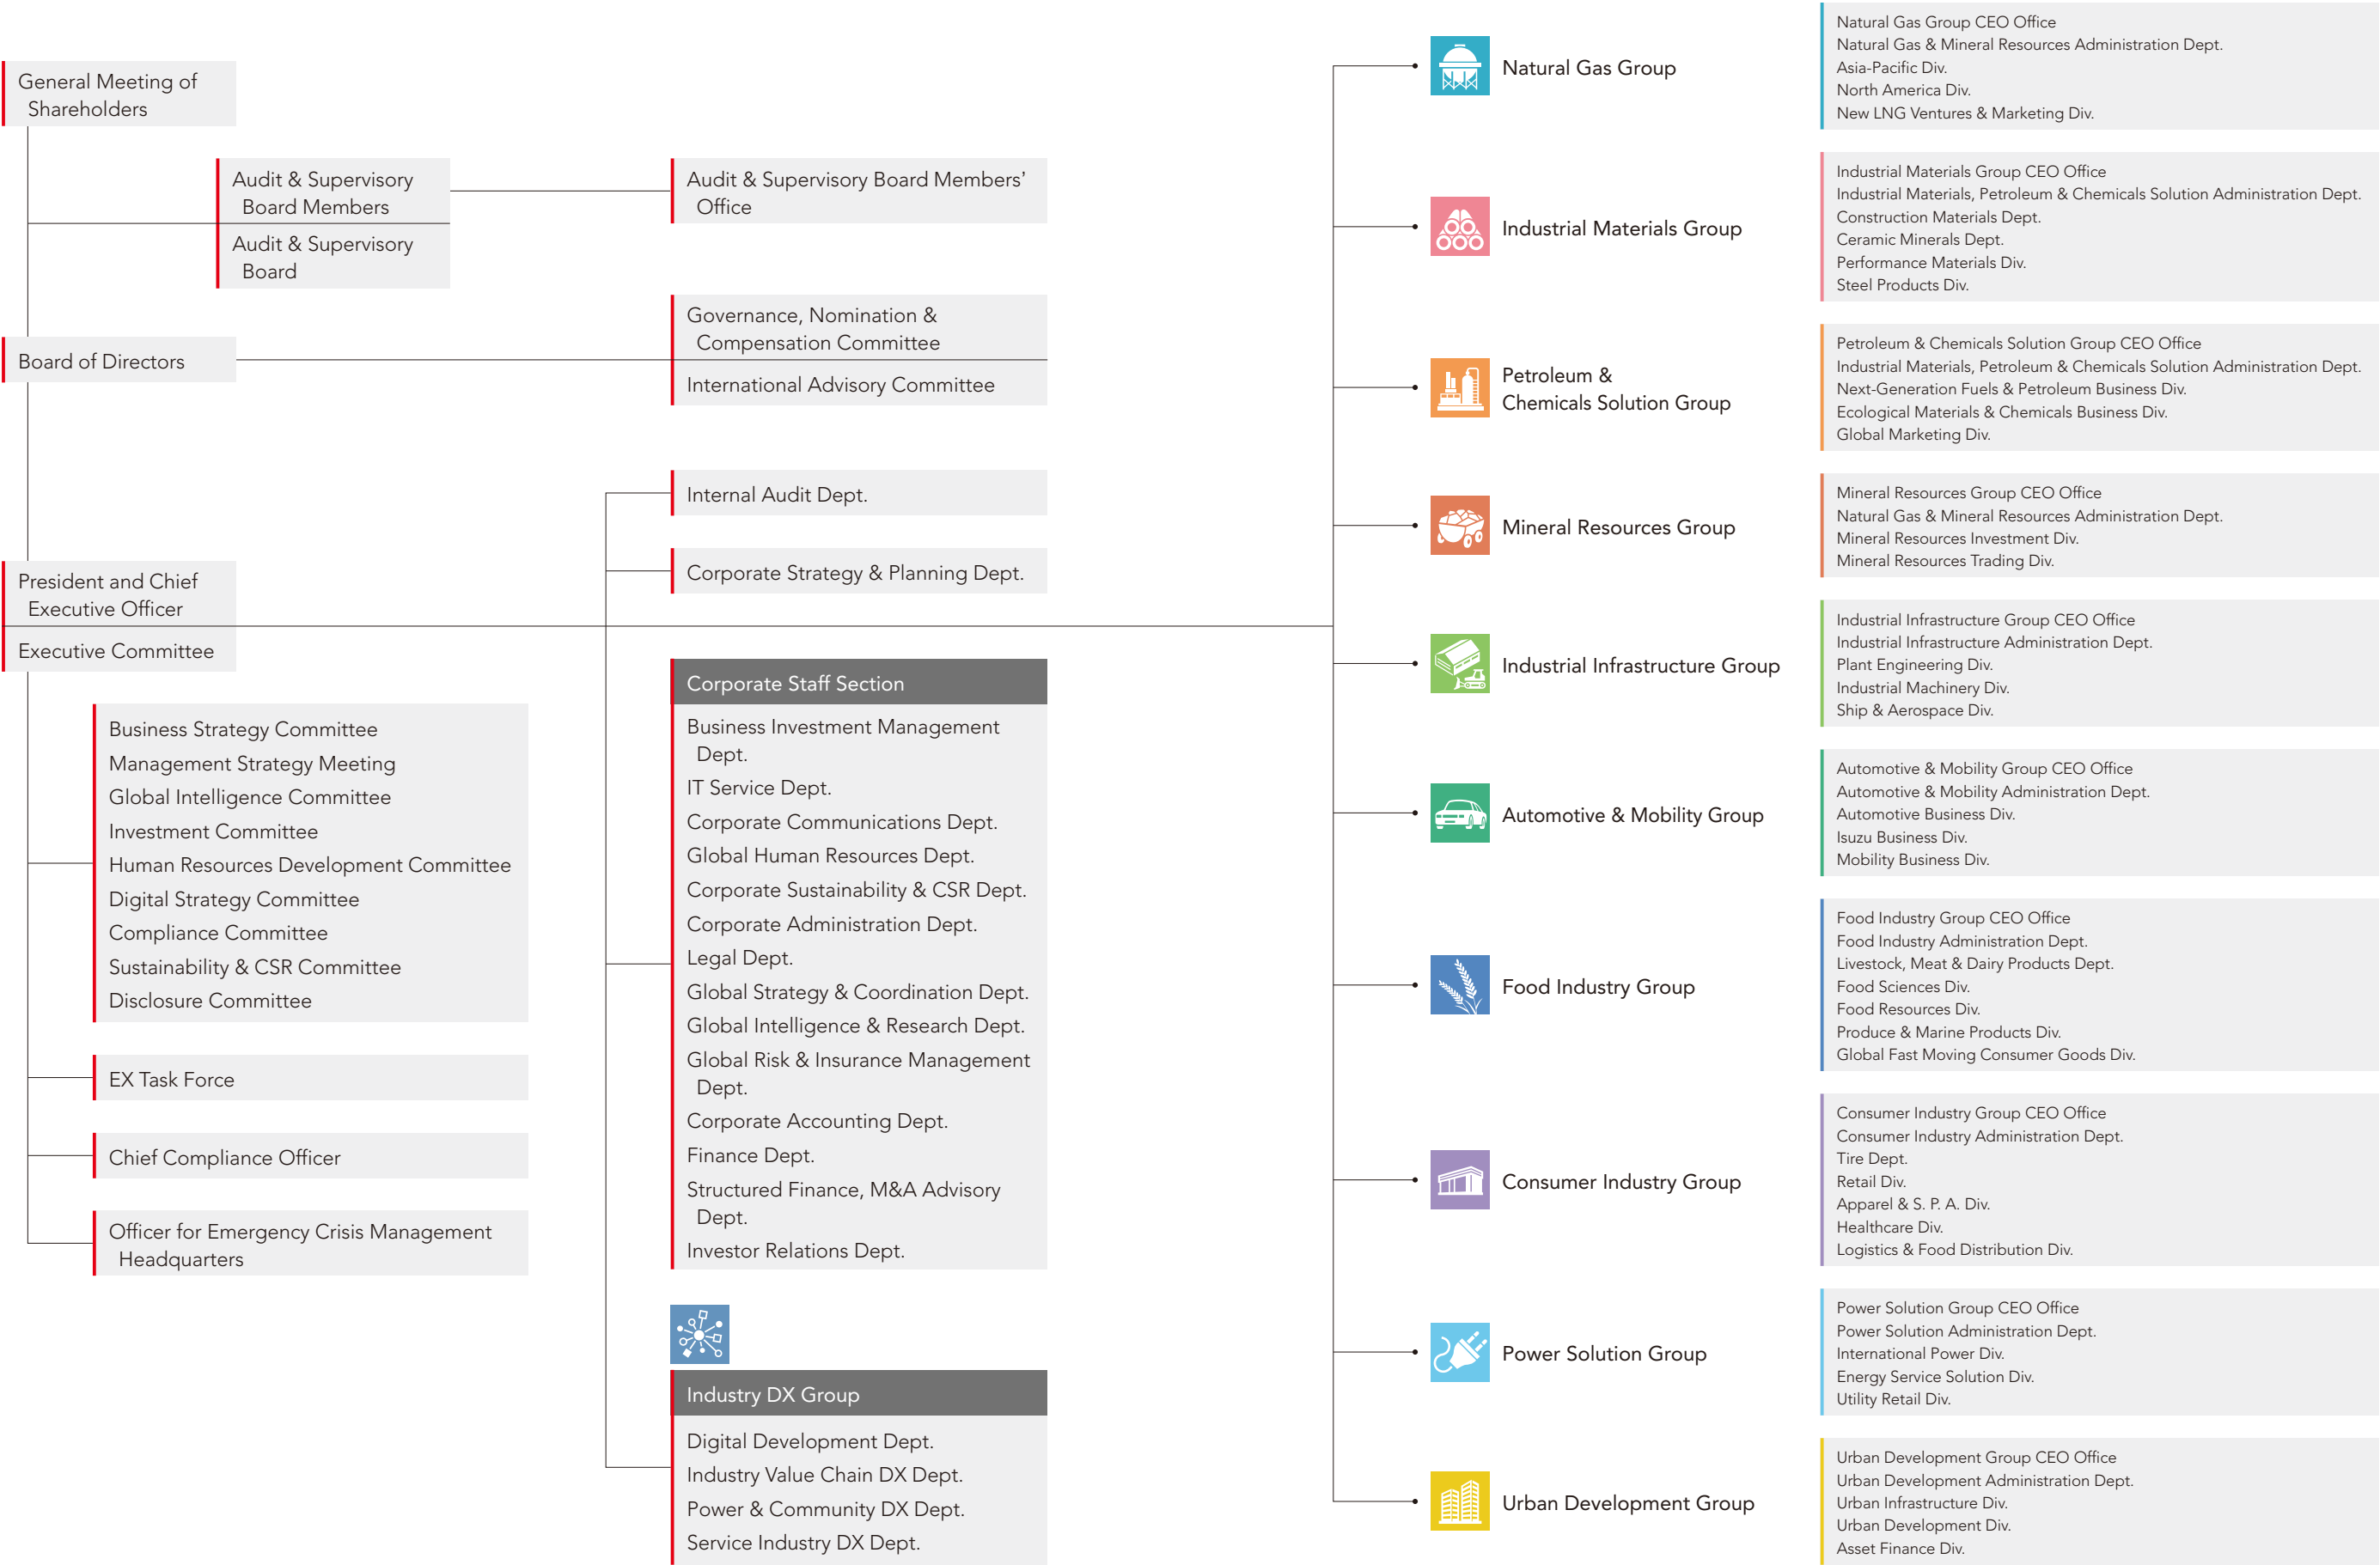 General Meeting of
Shareholders
Audit & Supervisory
Board Members
Audit & Supervisory
Board
Audit & Supervisory Board Members’
Office
Board of Directors
Governance, Nomination &
Compensation Committee
International Advisory Committee
Internal Audit Dept.
Corporate Strategy & Planning Dept.
President and Chief
Executive Officer
Executive Committee
Business Strategy Committee
Management Strategy Meeting
Global Intelligence Committee
Investment Committee
Human Resources Development Committee
Digital Strategy Committee
Compliance Committee
Sustainability & CSR Committee
Disclosure Committee
EX Task Force
Chief Compliance Officer
Officer for Emergency Crisis Management
Headquarters
Corporate Staff Section
Business Investment Management
Dept.
IT Service Dept.
Corporate Communications Dept.
Global Human Resources Dept.
Corporate Sustainability & CSR Dept.
Corporate Administration Dept.
Legal Dept.
Global Strategy & Coordination Dept.
Global Intelligence & Research Dept.
Global Risk & Insurance Management
Dept.
Corporate Accounting Dept.
Finance Dept.
Structured Finance, M&A Advisory
Dept.
Investor Relations Dept.
Industry DX Group
Digital Development Dept.
Industry Value Chain DX Dept.
Power & Community DX Dept.
Service Industry DX Dept.
Natural Gas Group
Natural Gas Group CEO Office
Natural Gas & Mineral Resources Administration Dept.
Asia-Pacific Div.
North America Div.
New LNG Ventures & Marketing Div.
Industrial Materials Group
Industrial Materials Group CEO Office
Industrial Materials, Petroleum & Chemicals Solution Administration Dept.
Construction Materials Dept.
Ceramic Minerals Dept.
Performance Materials Div.
Steel Products Div.
Petroleum &
Chemicals Solution Group
Petroleum & Chemicals Solution Group CEO Office
Industrial Materials, Petroleum & Chemicals Solution Administration Dept.
Next-Generation Fuels & Petroleum Business Div.
Ecological Materials & Chemicals Business Div.
Global Marketing Div.
Mineral Resources Group
Mineral Resources Group CEO Office
Natural Gas & Mineral Resources Administration Dept.
Mineral Resources Investment Div.
Mineral Resources Trading Div.
Industrial Infrastructure Group
Industrial Infrastructure Group CEO Office
Industrial Infrastructure Administration Dept.
Plant Engineering Div.
Industrial Machinery Div.
Ship & Aerospace Div.
Automotive & Mobility Group
Automotive & Mobility Group CEO Office
Automotive & Mobility Administration Dept.
Automotive Business Div.
Isuzu Business Div.
Mobility Business Div.
Food Industry Group
Food Industry Group CEO Office
Food Industry Administration Dept.
Livestock, Meat & Dairy Products Dept.
Food Sciences Div.
Food Resources Div.
Produce & Marine Products Div.
Global Fast Moving Consumer Goods Div.
Consumer Industry Group
Consumer Industry Group CEO Office
Consumer Industry Administration Dept.
Tire Dept.
Retail Div.
Apparel & S. P. A. Div.
Healthcare Div.
Logistics & Food Distribution Div.
Power Solution Group
Power Solution Group CEO Office
Power Solution Administration Dept.
International Power Div.
Energy Service Solution Div.
Utility Retail Div.
Urban Development Group
Urban Development Group CEO Office
Urban Development Administration Dept.
Urban Infrastructure Div.
Urban Development Div.
Asset Finance Div.